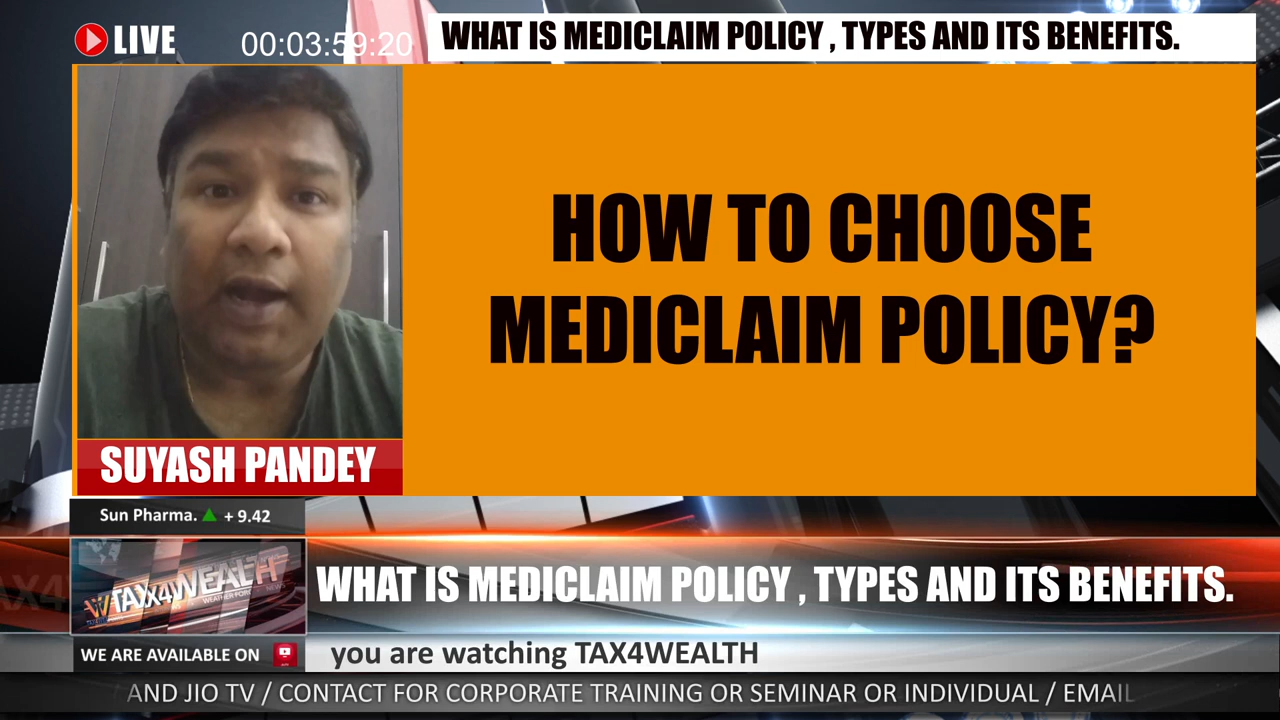 LIVE
00:03:59:20
WHAT IS MEDICLAIM POLICY , TYPES AND ITS BENEFITS.
HOW TO CHOOSE
MEDICLAIM POLICY?
SUYASH PANDEY
Sun Pharma. ▲ + 9.42
TAX4WEALTH
WHAT IS MEDICLAIM POLICY , TYPES AND ITS BENEFITS.
WE ARE AVAILABLE ON
you are watching TAX4WEALTH
AND JIO TV / CONTACT FOR CORPORATE TRAINING OR SEMINAR OR INDIVIDUAL / EMAIL